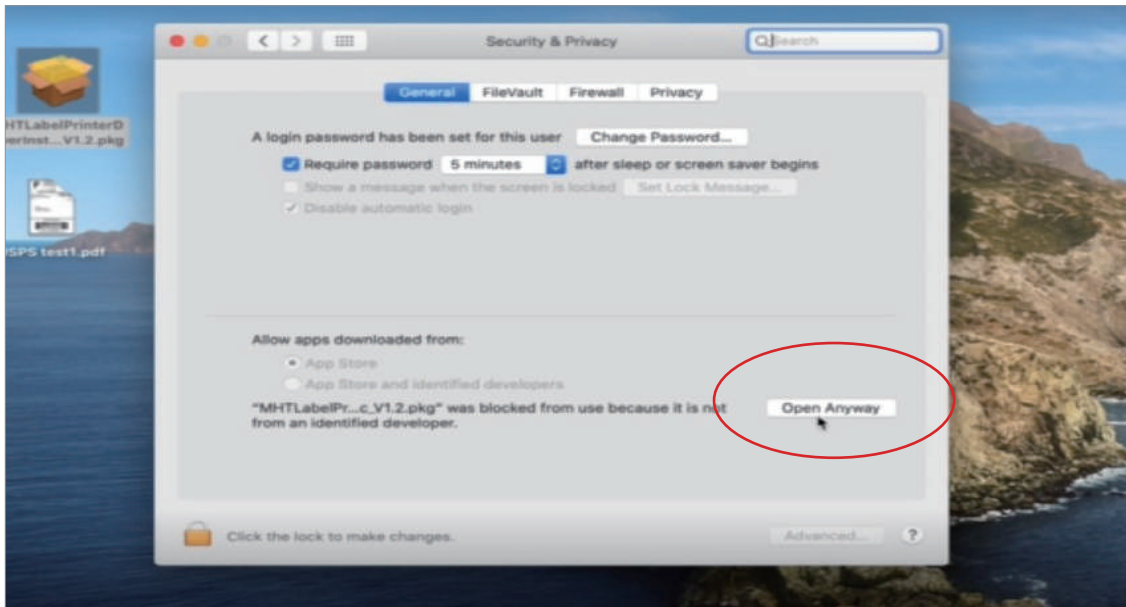 Security & Privacy
Search
General FileVault Firewall Privacy
HTLabelPrinterD
verInst...V1.2.pkg
A login password has been set for this user Change Password...
Require password 5 minutes after sleep or screen saver begins
Show a message when the screen is locked Set Lock Message...
Disable automatic login
SPS test1.pdf
Allow apps downloaded from:
App Store
App Store and identified developers
"MHTLabelPr...c_V1.2.pkg" was blocked from use because it is not
from an identified developer.
Open Anyway
Click the lock to make changes.
Advanced... ?